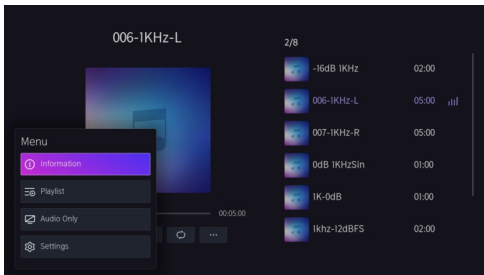 006-1KHz-L
2/8
-16dB 1KHz 02:00
006-1KHz-L 05:00
007-1KHz-R 05:00
0dB 1KHzSin 01:00
1K-0dB 01:00
1khz-12dBFS 02:00
00:05:00
Menu
Information
Playlist
Audio Only
Settings